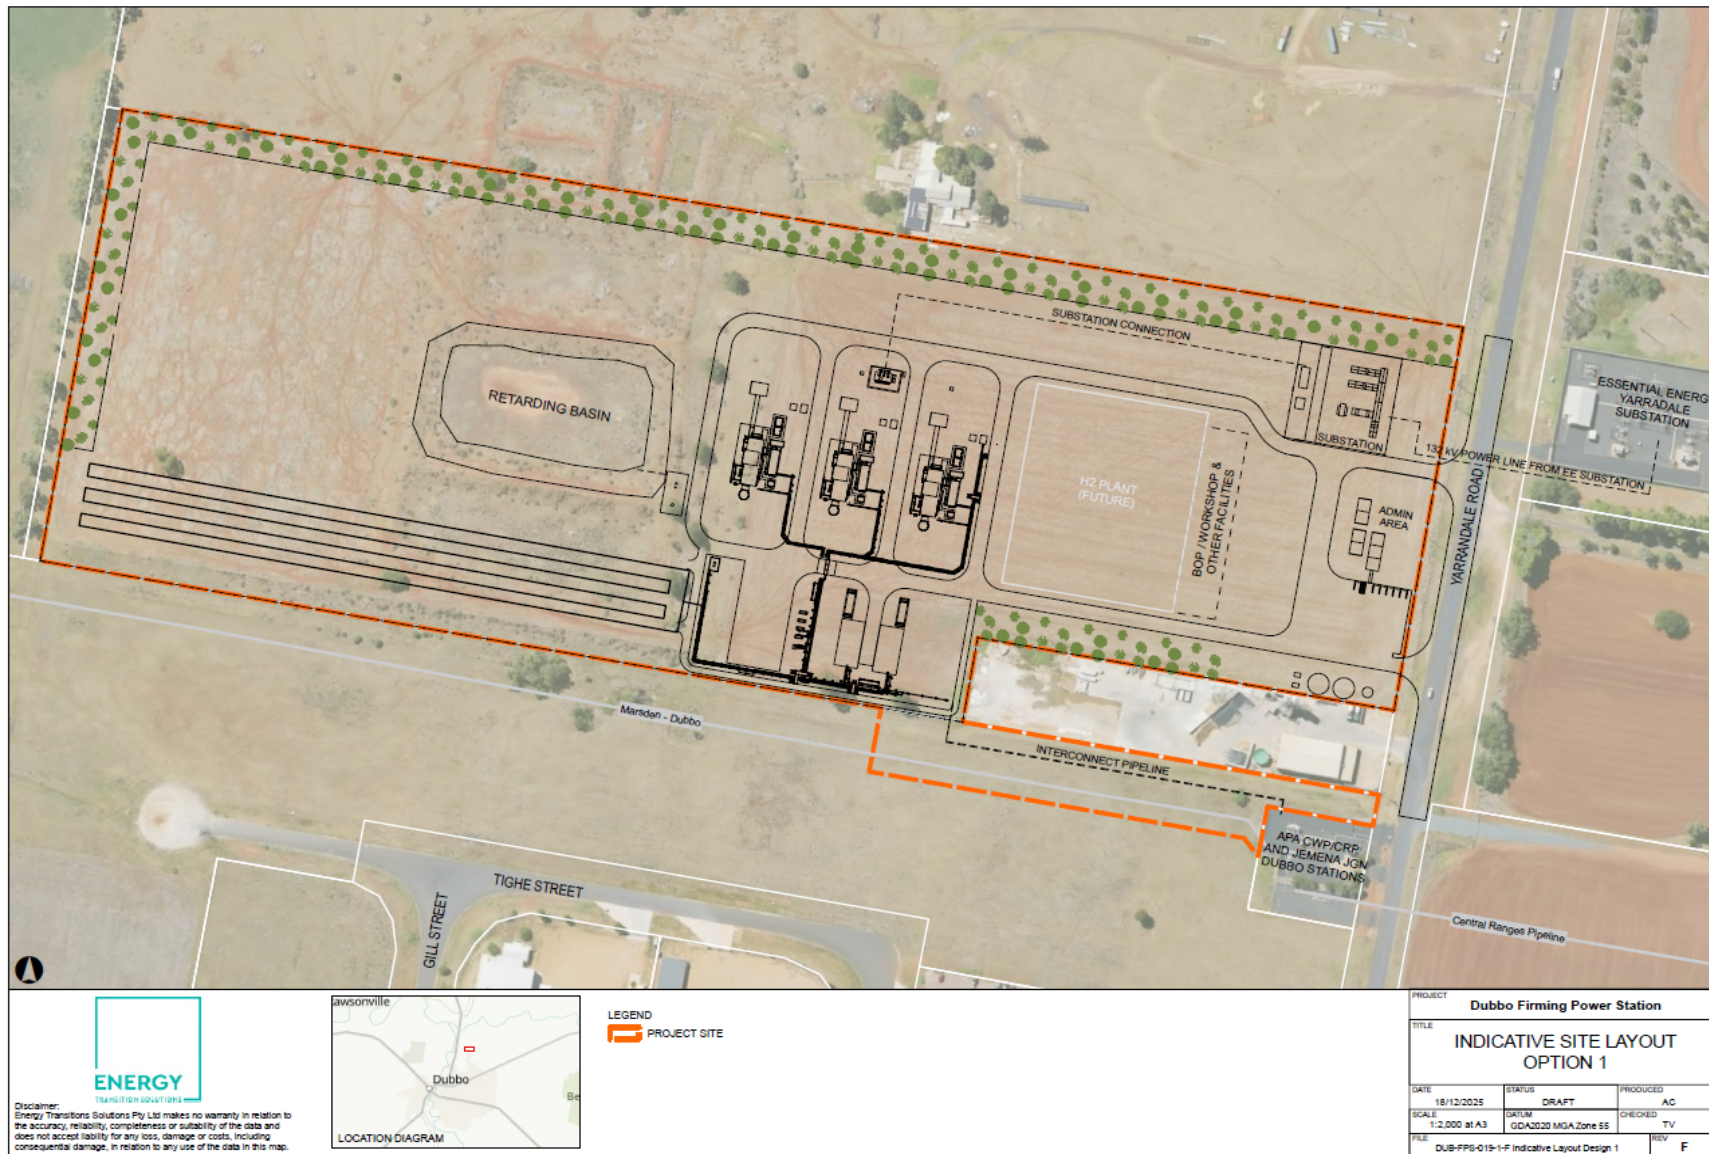 SUBSTATION CONNECTION
RETARDING BASIN
ESSENTIAL ENERG
YARRADALE
SUBSTATION
SUBSTATION
132 kV POWER LINE FROM EE SUBSTATION
H2 PLANT
(FUTURE)
BOP / WORKSHOP &
OTHER FACILITIES
ADMIN
AREA
YARRANDALE ROAD
Marsden - Dubbo
INTERCONNECT PIPELINE
APA CWP/CRP
AND JEMENA JGN
DUBBO STATIONS
TIGHE STREET
GILL STREET
Central Ranges Pipeline
ENERGY
TRANSITION SOLUTIONS
Disclaimer:
Energy Transitions Solutions Pty Ltd makes no warranty in relation to
the accuracy, reliability, completeness or suitability of the data and
does not accept liability for any loss, damage or costs, including
consequential damage, in relation to any use of the data in this map.
awsonville
Dubbo
Be
LOCATION DIAGRAM
LEGEND
PROJECT SITE
PROJECT
Dubbo Firming Power Station
TITLE
INDICATIVE SITE LAYOUT
OPTION 1
DATE
18/12/2025
STATUS
DRAFT
PRODUCED
AC
SCALE
1:2,000 at A3
DATUM
GDA2020 MGA Zone 55
CHECKED
TV
FILE
DUB-FPS-019-1-F Indicative Layout Design 1
REV
F